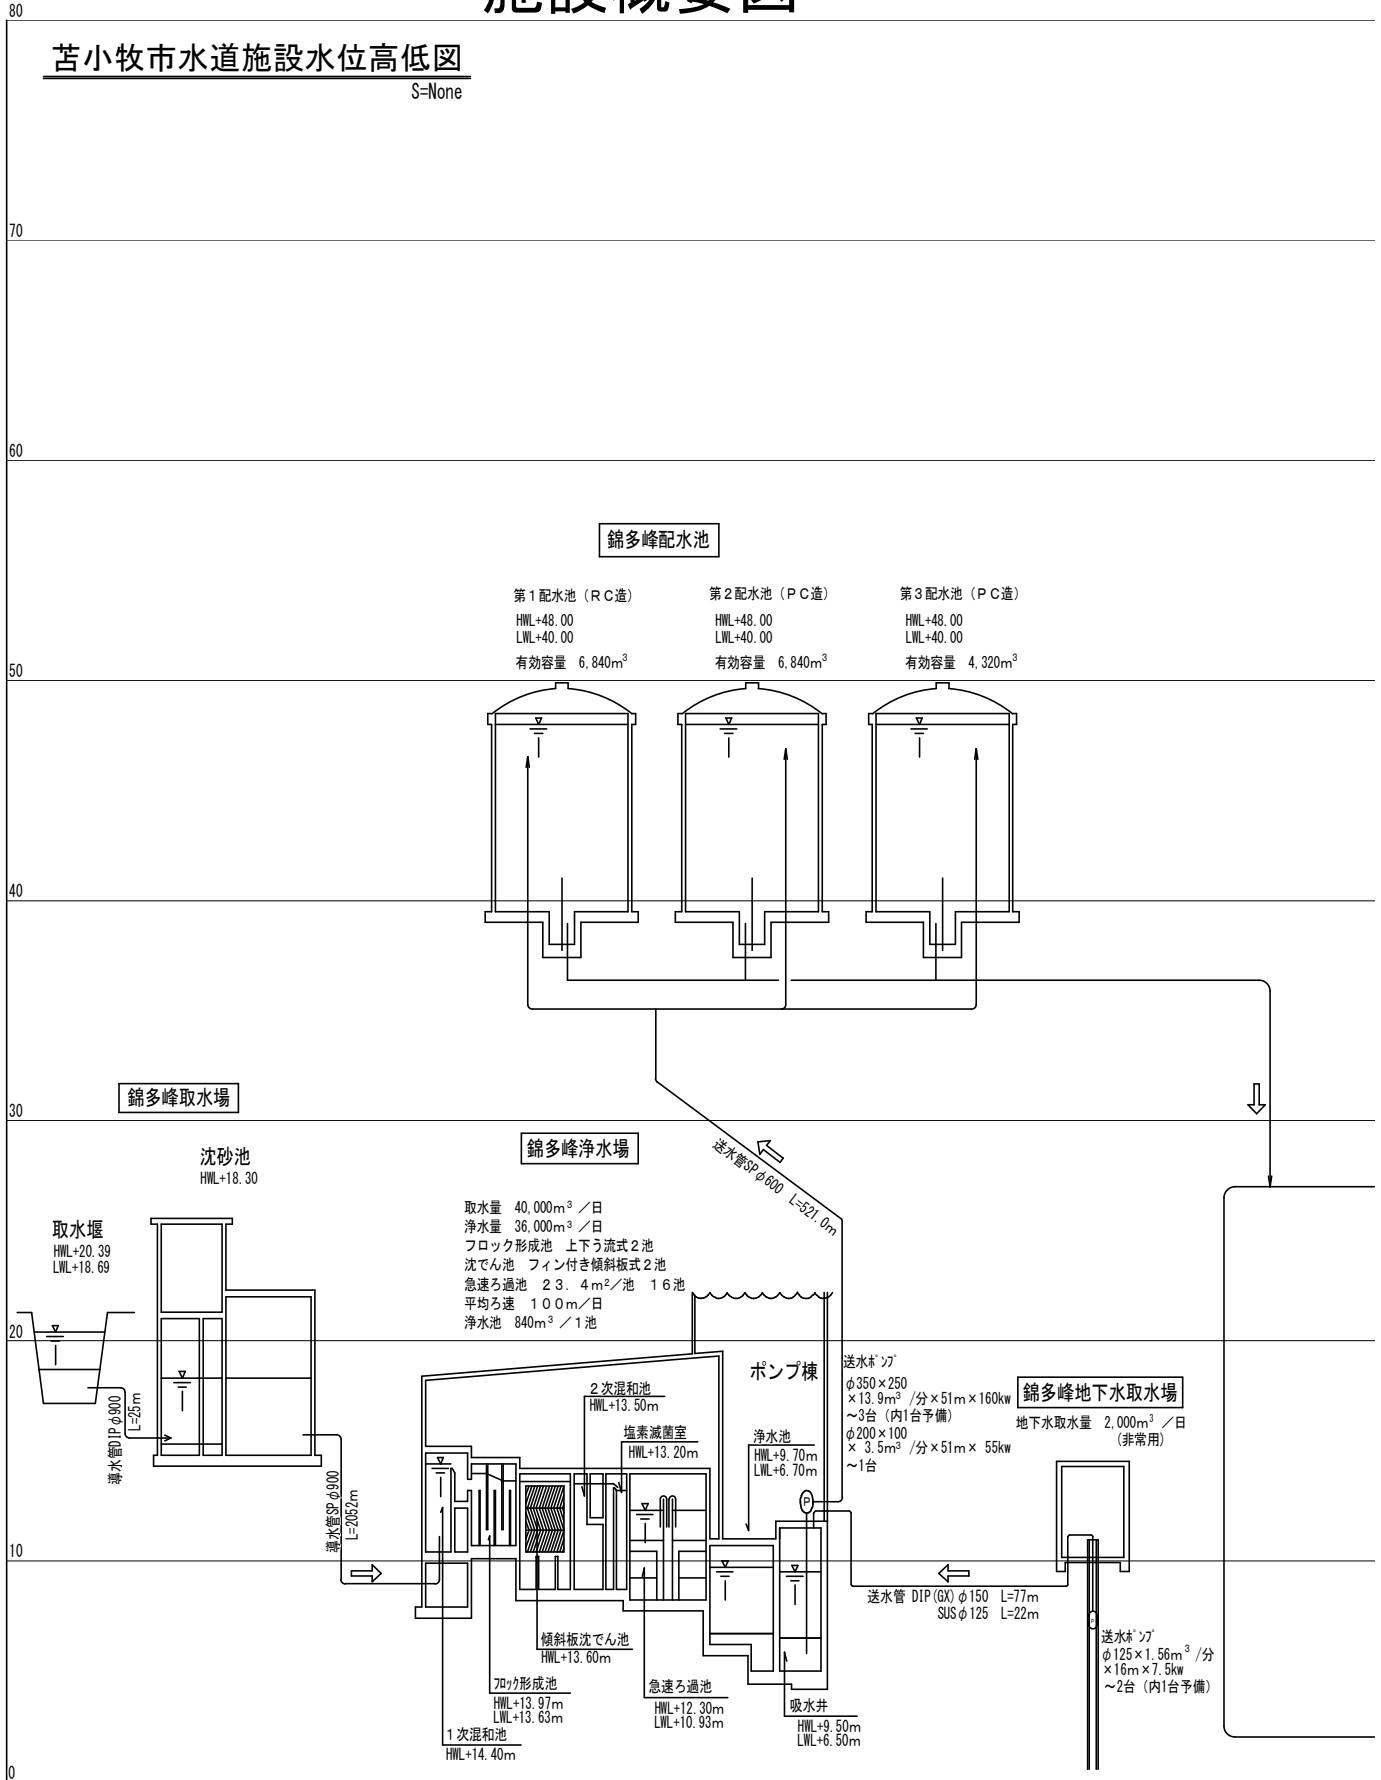 施設概要図
80
苫小牧市水道施設水位高低図
S=None
70
60
錦多峰配水池
第1配水池（RC造）
HWL+48.00
LWL+40.00
有効容量 6,840m³
第2配水池（PC造）
HWL+48.00
LWL+40.00
有効容量 6,840m³
第3配水池（PC造）
HWL+48.00
LWL+40.00
有効容量 4,320m³
50
40
錦多峰取水場
30
沈砂池
HWL+18.30
取水堰
HWL+20.39
LWL+18.69
錦多峰浄水場
取水量 40,000m³／日
浄水量 36,000m³／日
フロック形成池 上下う流式2池
沈でん池 フィン付き傾斜板式2池
急速ろ過池 23.4m²／池 16池
平均ろ速 100m／日
浄水池 840m³／1池
送水管SPφ600 L=521.0m
20
導水管DIPφ900
L=25m
導水管SPφ900
L=2052m
ポンプ棟
送水ﾎﾟﾝﾌﾟ
φ350×250
×13.9m³/分×51m×160kw
～3台（内1台予備）
φ200×100
× 3.5m³/分×51m× 55kw
～1台
錦多峰地下水取水場
地下水取水量 2,000m³／日
（非常用）
2次混和池
HWL+13.50m
塩素滅菌室
HWL+13.20m
浄水池
HWL+9.70m
LWL+6.70m
P
10
送水管 DIP(GX)φ150 L=77m
SUSφ125 L=22m
P
送水ﾎﾟﾝﾌﾟ
φ125×1.56m³/分
×16m×7.5kw
～2台（内1台予備）
傾斜板沈でん池
HWL+13.60m
ﾌﾛｯｸ形成池
HWL+13.97m
LWL+13.63m
急速ろ過池
HWL+12.30m
LWL+10.93m
吸水井
HWL+9.50m
LWL+6.50m
1次混和池
HWL+14.40m
0